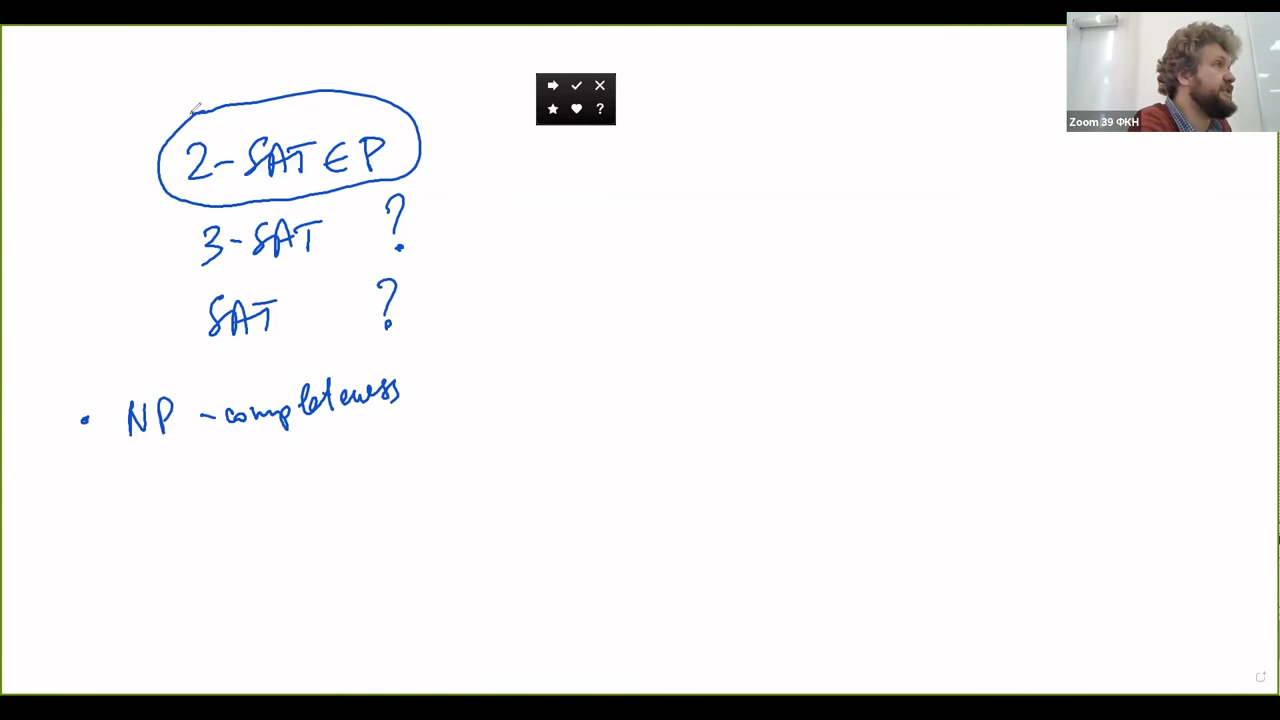 2-SAT ∈ P
3-SAT ?
SAT ?
• NP - completeness
Zoom 39 ФКН